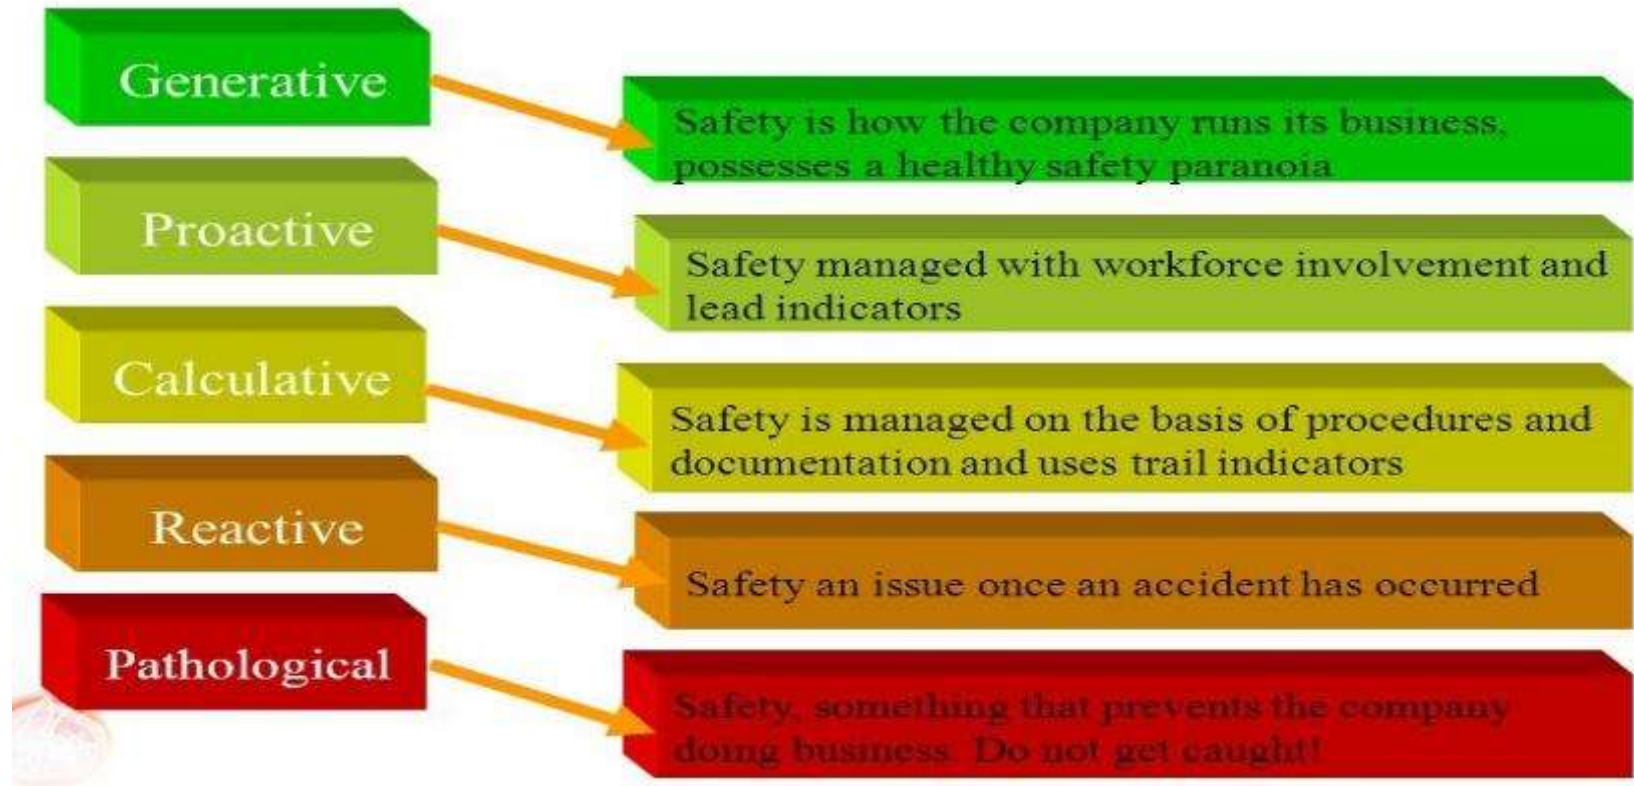 Generative
Safety is how the company runs its business,
possesses a healthy safety paranoia
Proactive
Safety managed with workforce involvement and
lead indicators
Calculative
Safety is managed on the basis of procedures and
documentation and uses trail indicators
Reactive
Safety an issue once an accident has occurred
Pathological
Safety, something that prevents the company
doing business. Do not get caught!